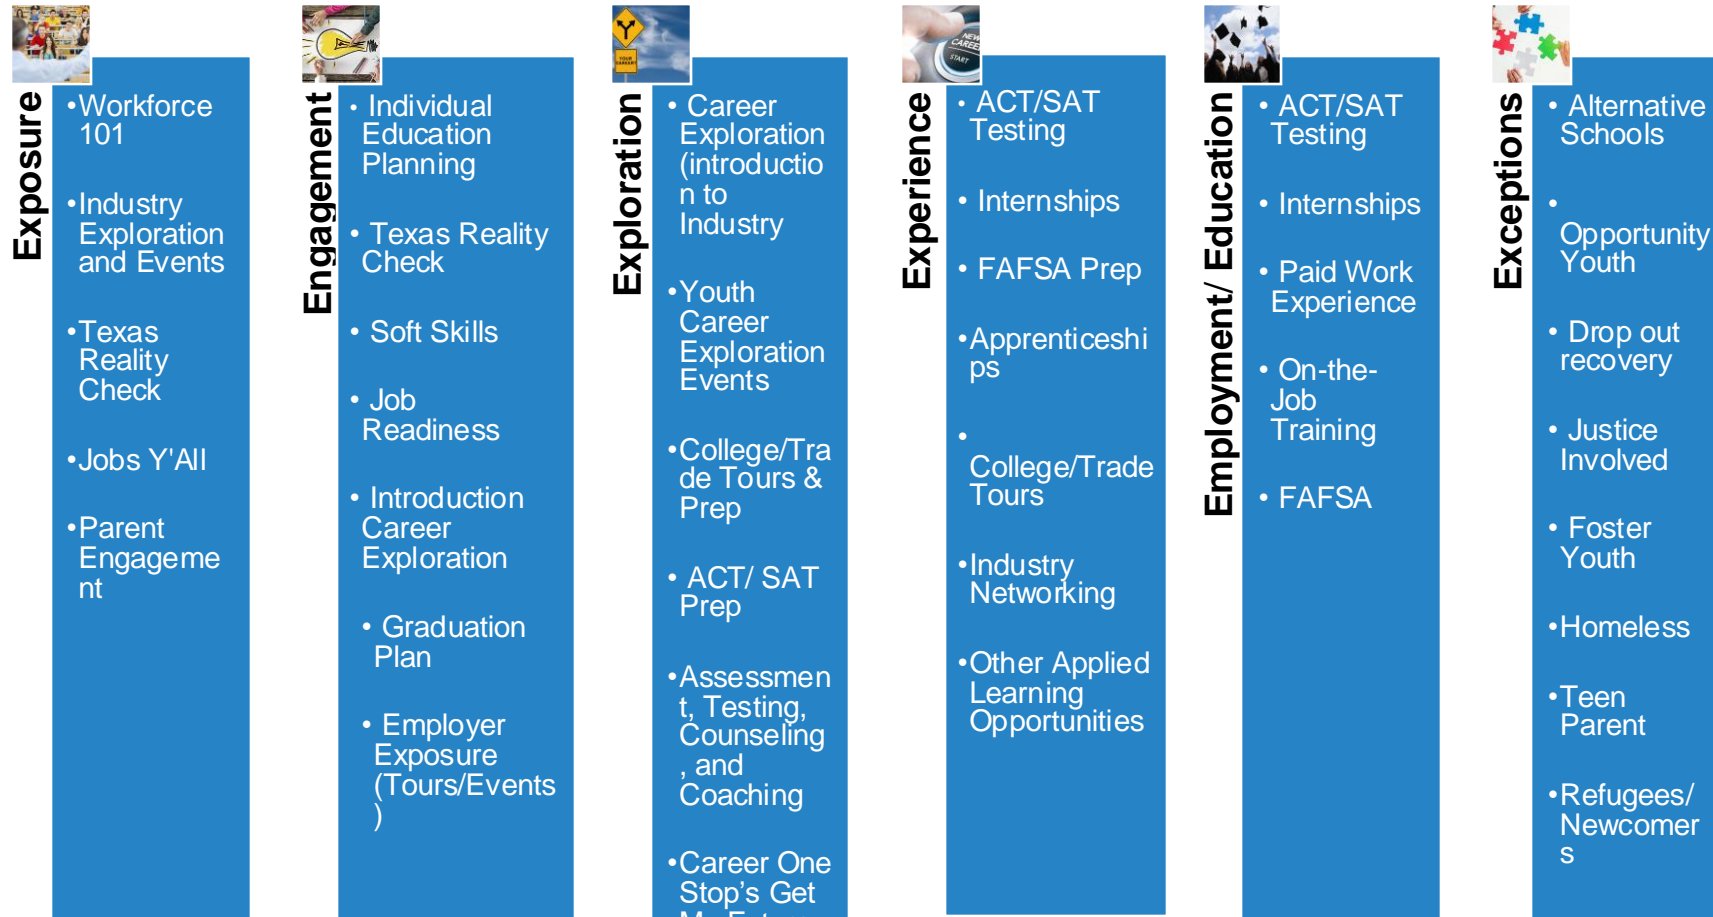 Exposure
•Workforce
101
•Industry
Exploration
and Events
•Texas
Reality
Check
•Jobs Y'All
•Parent
Engageme
nt
Engagement
• Individual
Education
Planning
• Texas Reality
Check
• Soft Skills
• Job
Readiness
• Introduction
Career
Exploration
• Graduation
Plan
• Employer
Exposure
(Tours/Events
)
YOUR
CAREER?
Exploration
• Career
Exploration
(introductio
n to
Industry
•Youth
Career
Exploration
Events
•College/Tra
de Tours &
Prep
• ACT/ SAT
Prep
•Assessmen
t, Testing,
Counseling
, and
Coaching
•Career One
Stop's Get
NEW
CAREER
START
Experience
• ACT/SAT
Testing
• Internships
• FAFSA Prep
•Apprenticeshi
ps
•
College/Trade
Tours
•Industry
Networking
•Other Applied
Learning
Opportunities
Employment/ Education
• ACT/SAT
Testing
• Internships
• Paid Work
Experience
• On-the-
Job
Training
• FAFSA
Exceptions
• Alternative
Schools
•
Opportunity
Youth
• Drop out
recovery
• Justice
Involved
• Foster
Youth
•Homeless
•Teen
Parent
•Refugees/
Newcomer
s